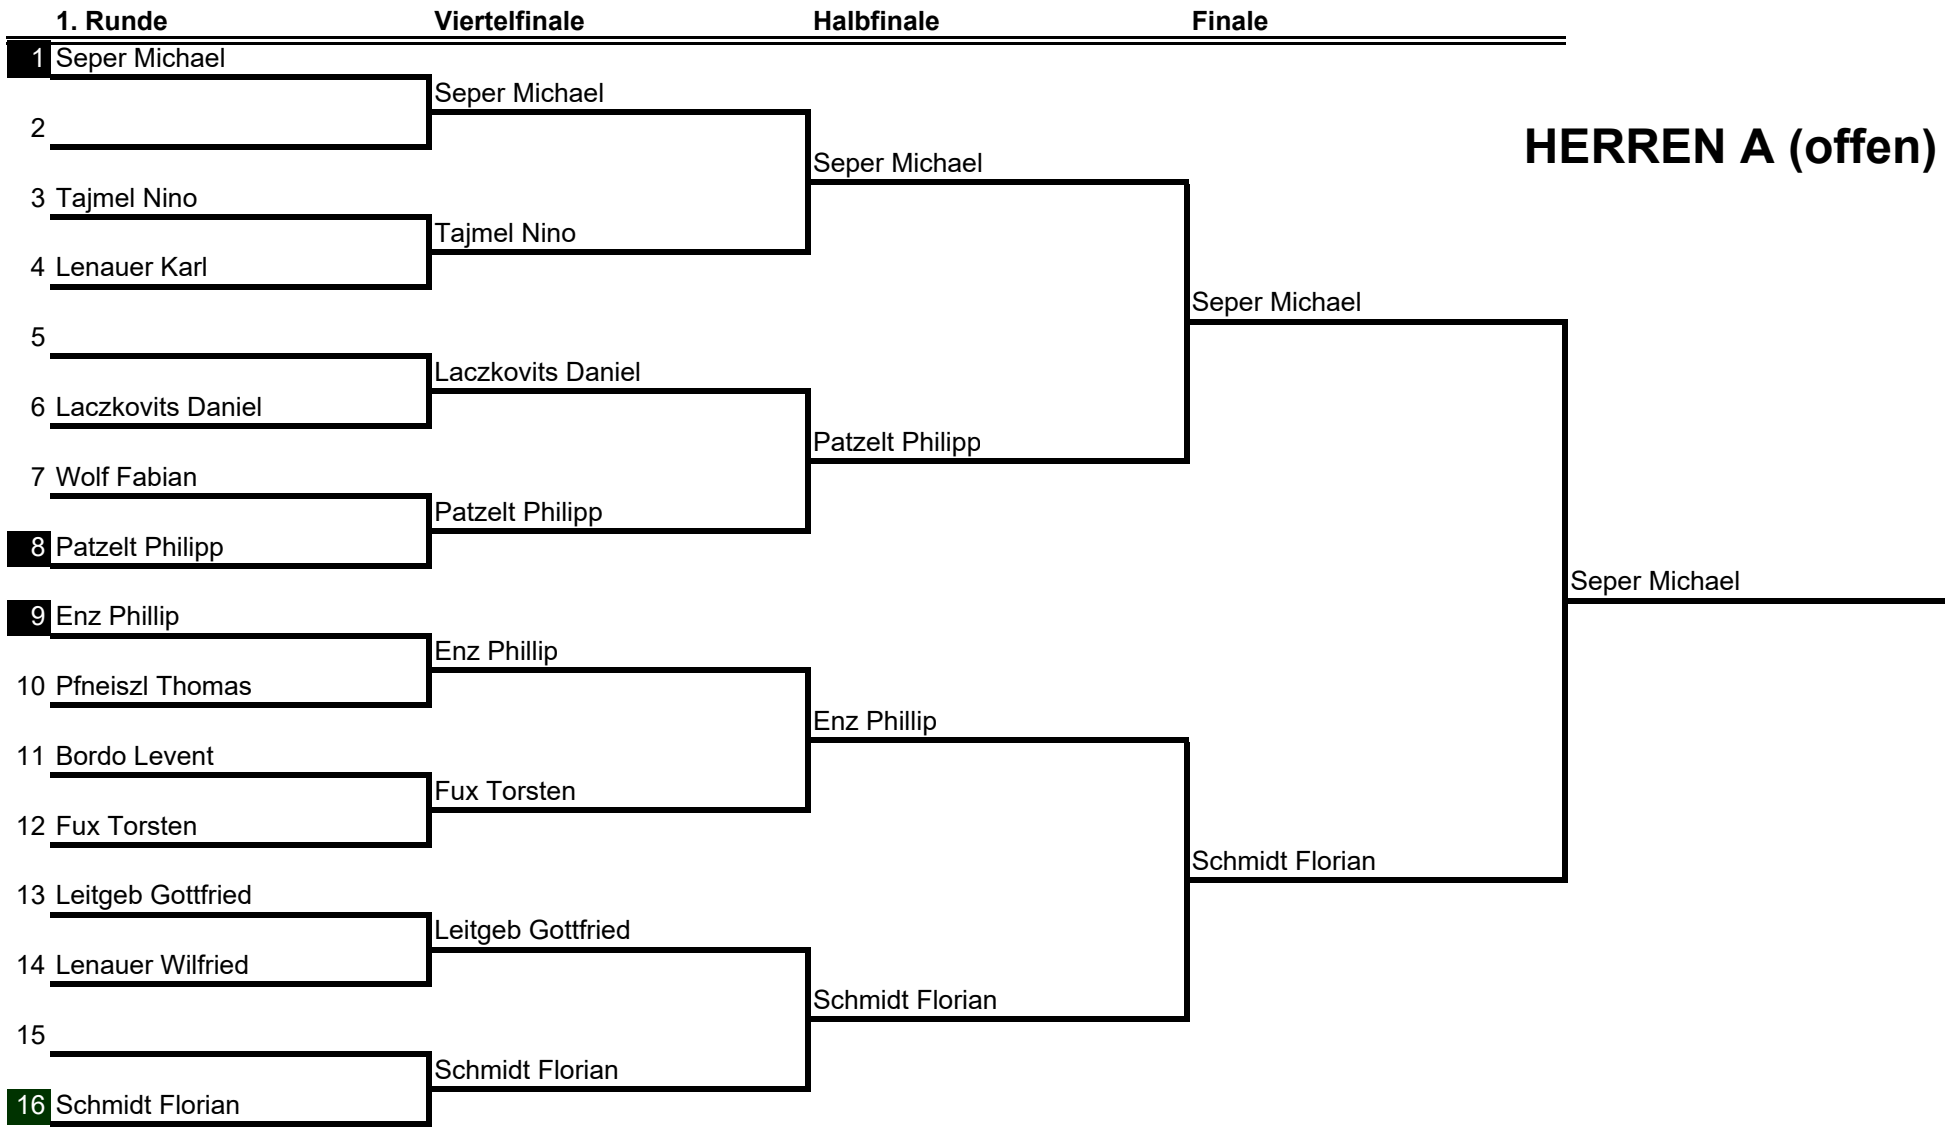 1. Runde Viertelfinale Halbfinale Finale
1 Seper Michael
Seper Michael
2
HERREN A (offen)
Seper Michael
3 Tajmel Nino
Tajmel Nino
4 Lenauer Karl
Seper Michael
5
Laczkovits Daniel
6 Laczkovits Daniel
Patzelt Philipp
7 Wolf Fabian
Patzelt Philipp
8 Patzelt Philipp
Seper Michael
9 Enz Phillip
Enz Phillip
10 Pfneiszl Thomas
Enz Phillip
11 Bordo Levent
Fux Torsten
12 Fux Torsten
Schmidt Florian
13 Leitgeb Gottfried
Leitgeb Gottfried
14 Lenauer Wilfried
Schmidt Florian
15
Schmidt Florian
16 Schmidt Florian